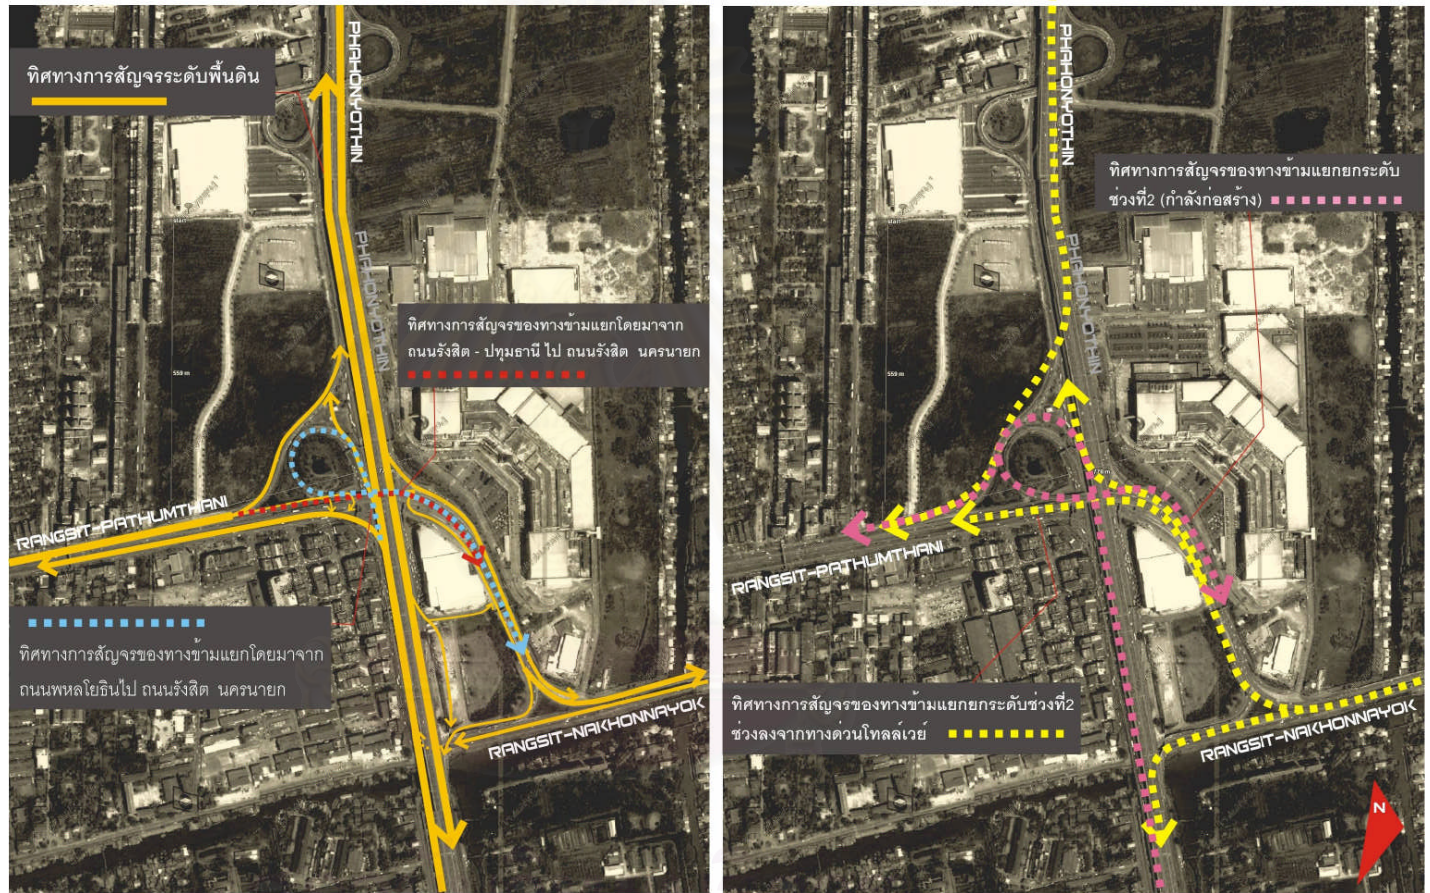 ทิศทางการสัญจรระดับพื้นดิน
PHAHONYOTHIN
PHAHONYOTHIN
ทิศทางการสัญจรของทางข้ามแยกโดยมาจาก
ถนนรังสิต - ปทุมธานี ไป ถนนรังสิต นครนายก
559 m
RANGSIT-PATHUMTHANI
ทิศทางการสัญจรของทางข้ามแยกโดยมาจาก
ถนนพหลโยธินไป ถนนรังสิต นครนายก
RANGSIT-NAKHONNAYOK
PHAHONYOTHIN
ทิศทางการสัญจรของทางข้ามแยกยกระดับ
ช่วงที่2 (กำลังก่อสร้าง)
PHAHONYOTHIN
559 m
778 m
RANGSIT-PATHUMTHANI
ทิศทางการสัญจรของทางข้ามแยกยกระดับช่วงที่2
ช่วงลงจากทางด่วนโทลล์เวย์
RANGSIT-NAKHONNAYOK
N